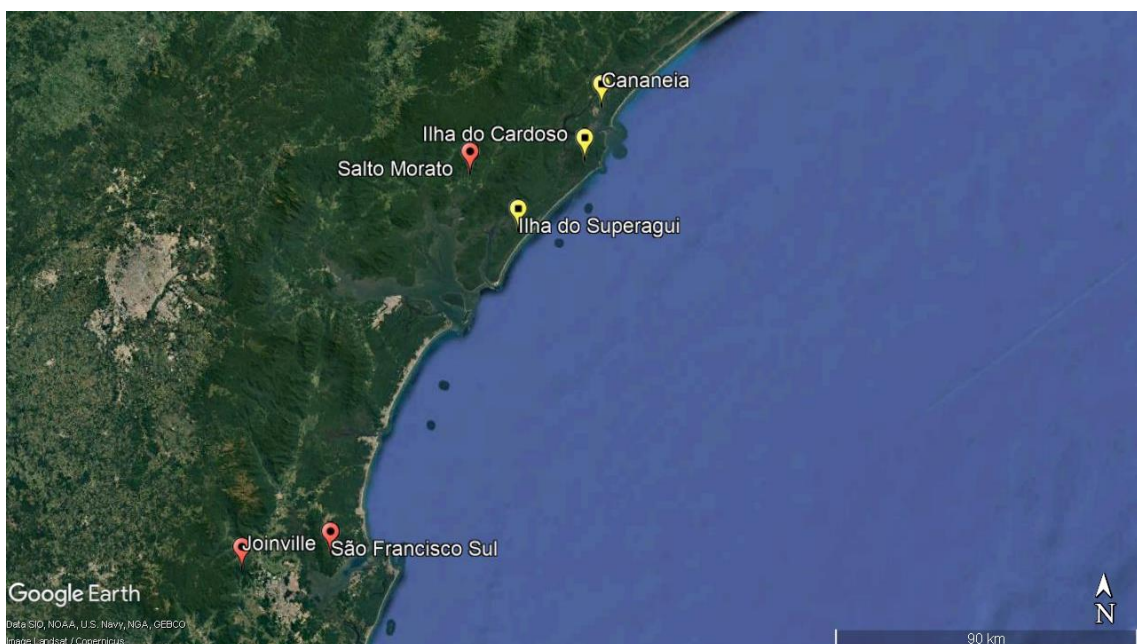 Cananeia
Ilha do Cardoso
Salto Morato
Ilha do Superagui
Joinville
São Francisco Sul
Google Earth
Data SIO, NOAA, U.S. Navy, NGA, GEBCO
Image Landsat / Copernicus
N
90 km